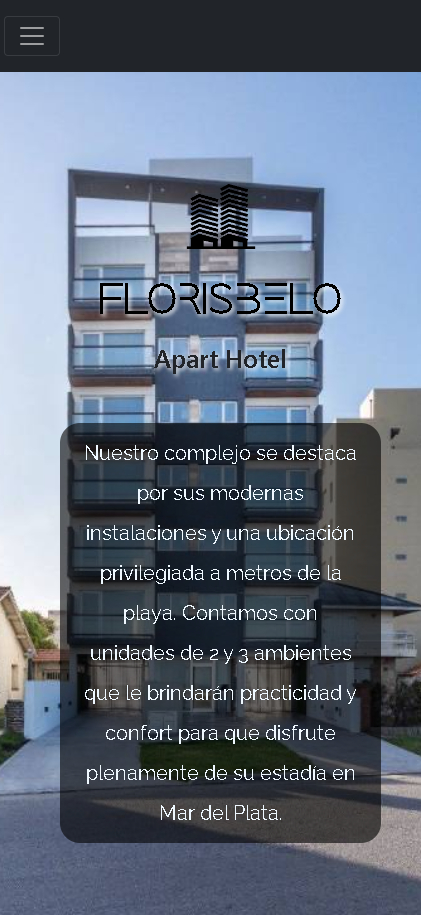 FLORISBELO
Apart Hotel
Nuestro complejo se destaca
por sus modernas
instalaciones y una ubicación
privilegiada a metros de la
playa. Contamos con
unidades de 2 y 3 ambientes
que le brindarán practicidad y
confort para que disfrute
plenamente de su estadía en
Mar del Plata.